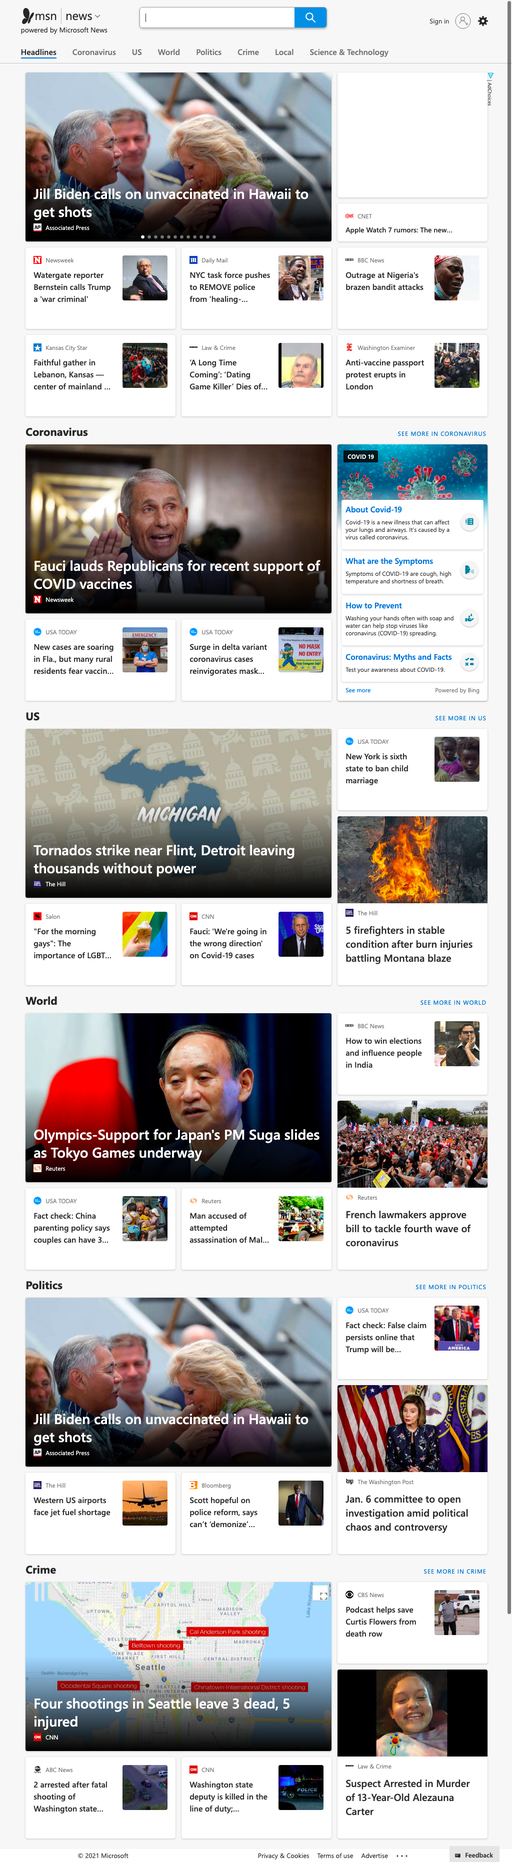 msn | news
powered by Microsoft News
Sign in
Headlines Coronavirus US World Politics Crime Local Science & Technology
Jill Biden calls on unvaccinated in Hawaii to
get shots
Associated Press
AdChoices
CNET
Apple Watch 7 rumors: The new...
Newsweek
Watergate reporter
Bernstein calls Trump
a 'war criminal'
Daily Mail
NYC task force pushes
to REMOVE police
from 'healing-...
BBC News
Outrage at Nigeria's
brazen bandit attacks
Kansas City Star
Faithful gather in
Lebanon, Kansas —
center of mainland ...
Law & Crime
'A Long Time
Coming': 'Dating
Game Killer' Dies of...
Washington Examiner
Anti-vaccine passport
protest erupts in
London
Coronavirus
SEE MORE IN CORONAVIRUS
Fauci lauds Republicans for recent support of
COVID vaccines
Newsweek
COVID 19
About Covid-19
Covid-19 is a new illness that can affect
your lungs and airways. It's caused by a
virus called coronavirus.
What are the Symptoms
Symptoms of COVID-19 are cough, high
temperature and shortness of breath.
How to Prevent
Washing your hands often with soap and
water can help stop viruses like
coronavirus (COVID-19) spreading.
Coronavirus: Myths and Facts
Test your awareness about COVID-19.
See more
Powered by Bing
USA TODAY
New cases are soaring
in Fla., but many rural
residents fear vaccin...
EMERGENCY
USA TODAY
Surge in delta variant
coronavirus cases
reinvigorates mask...
NO MASK
NO ENTRY
US
SEE MORE IN US
MICHIGAN
Tornados strike near Flint, Detroit leaving
thousands without power
The Hill
USA TODAY
New York is sixth
state to ban child
marriage
The Hill
5 firefighters in stable
condition after burn injuries
battling Montana blaze
Salon
"For the morning
gays": The
importance of LGBT...
CNN
Fauci: 'We're going in
the wrong direction'
on Covid-19 cases
World
SEE MORE IN WORLD
Olympics-Support for Japan's PM Suga slides
as Tokyo Games underway
Reuters
BBC News
How to win elections
and influence people
in India
Reuters
French lawmakers approve
bill to tackle fourth wave of
coronavirus
USA TODAY
Fact check: China
parenting policy says
couples can have 3...
Reuters
Man accused of
attempted
assassination of Mal...
Politics
SEE MORE IN POLITICS
Jill Biden calls on unvaccinated in Hawaii to
get shots
Associated Press
USA TODAY
Fact check: False claim
persists online that
Trump will be...
AMERICA
The Washington Post
Jan. 6 committee to open
investigation amid political
chaos and controversy
The Hill
Western US airports
face jet fuel shortage
Bloomberg
Scott hopeful on
police reform, says
can't 'demonize'...
Crime
SEE MORE IN CRIME
Cal Anderson Park shooting
Belltown shooting
Seattle
Occidental Square shooting
Chinatown International District shooting
Four shootings in Seattle leave 3 dead, 5
injured
CNN
CBS News
Podcast helps save
Curtis Flowers from
death row
Law & Crime
Suspect Arrested in Murder
of 13-Year-Old Alezauna
Carter
ABC News
2 arrested after fatal
shooting of
Washington state...
CNN
Washington state
deputy is killed in the
line of duty;...
© 2021 Microsoft
Privacy & Cookies Terms of use Advertise ...
Feedback